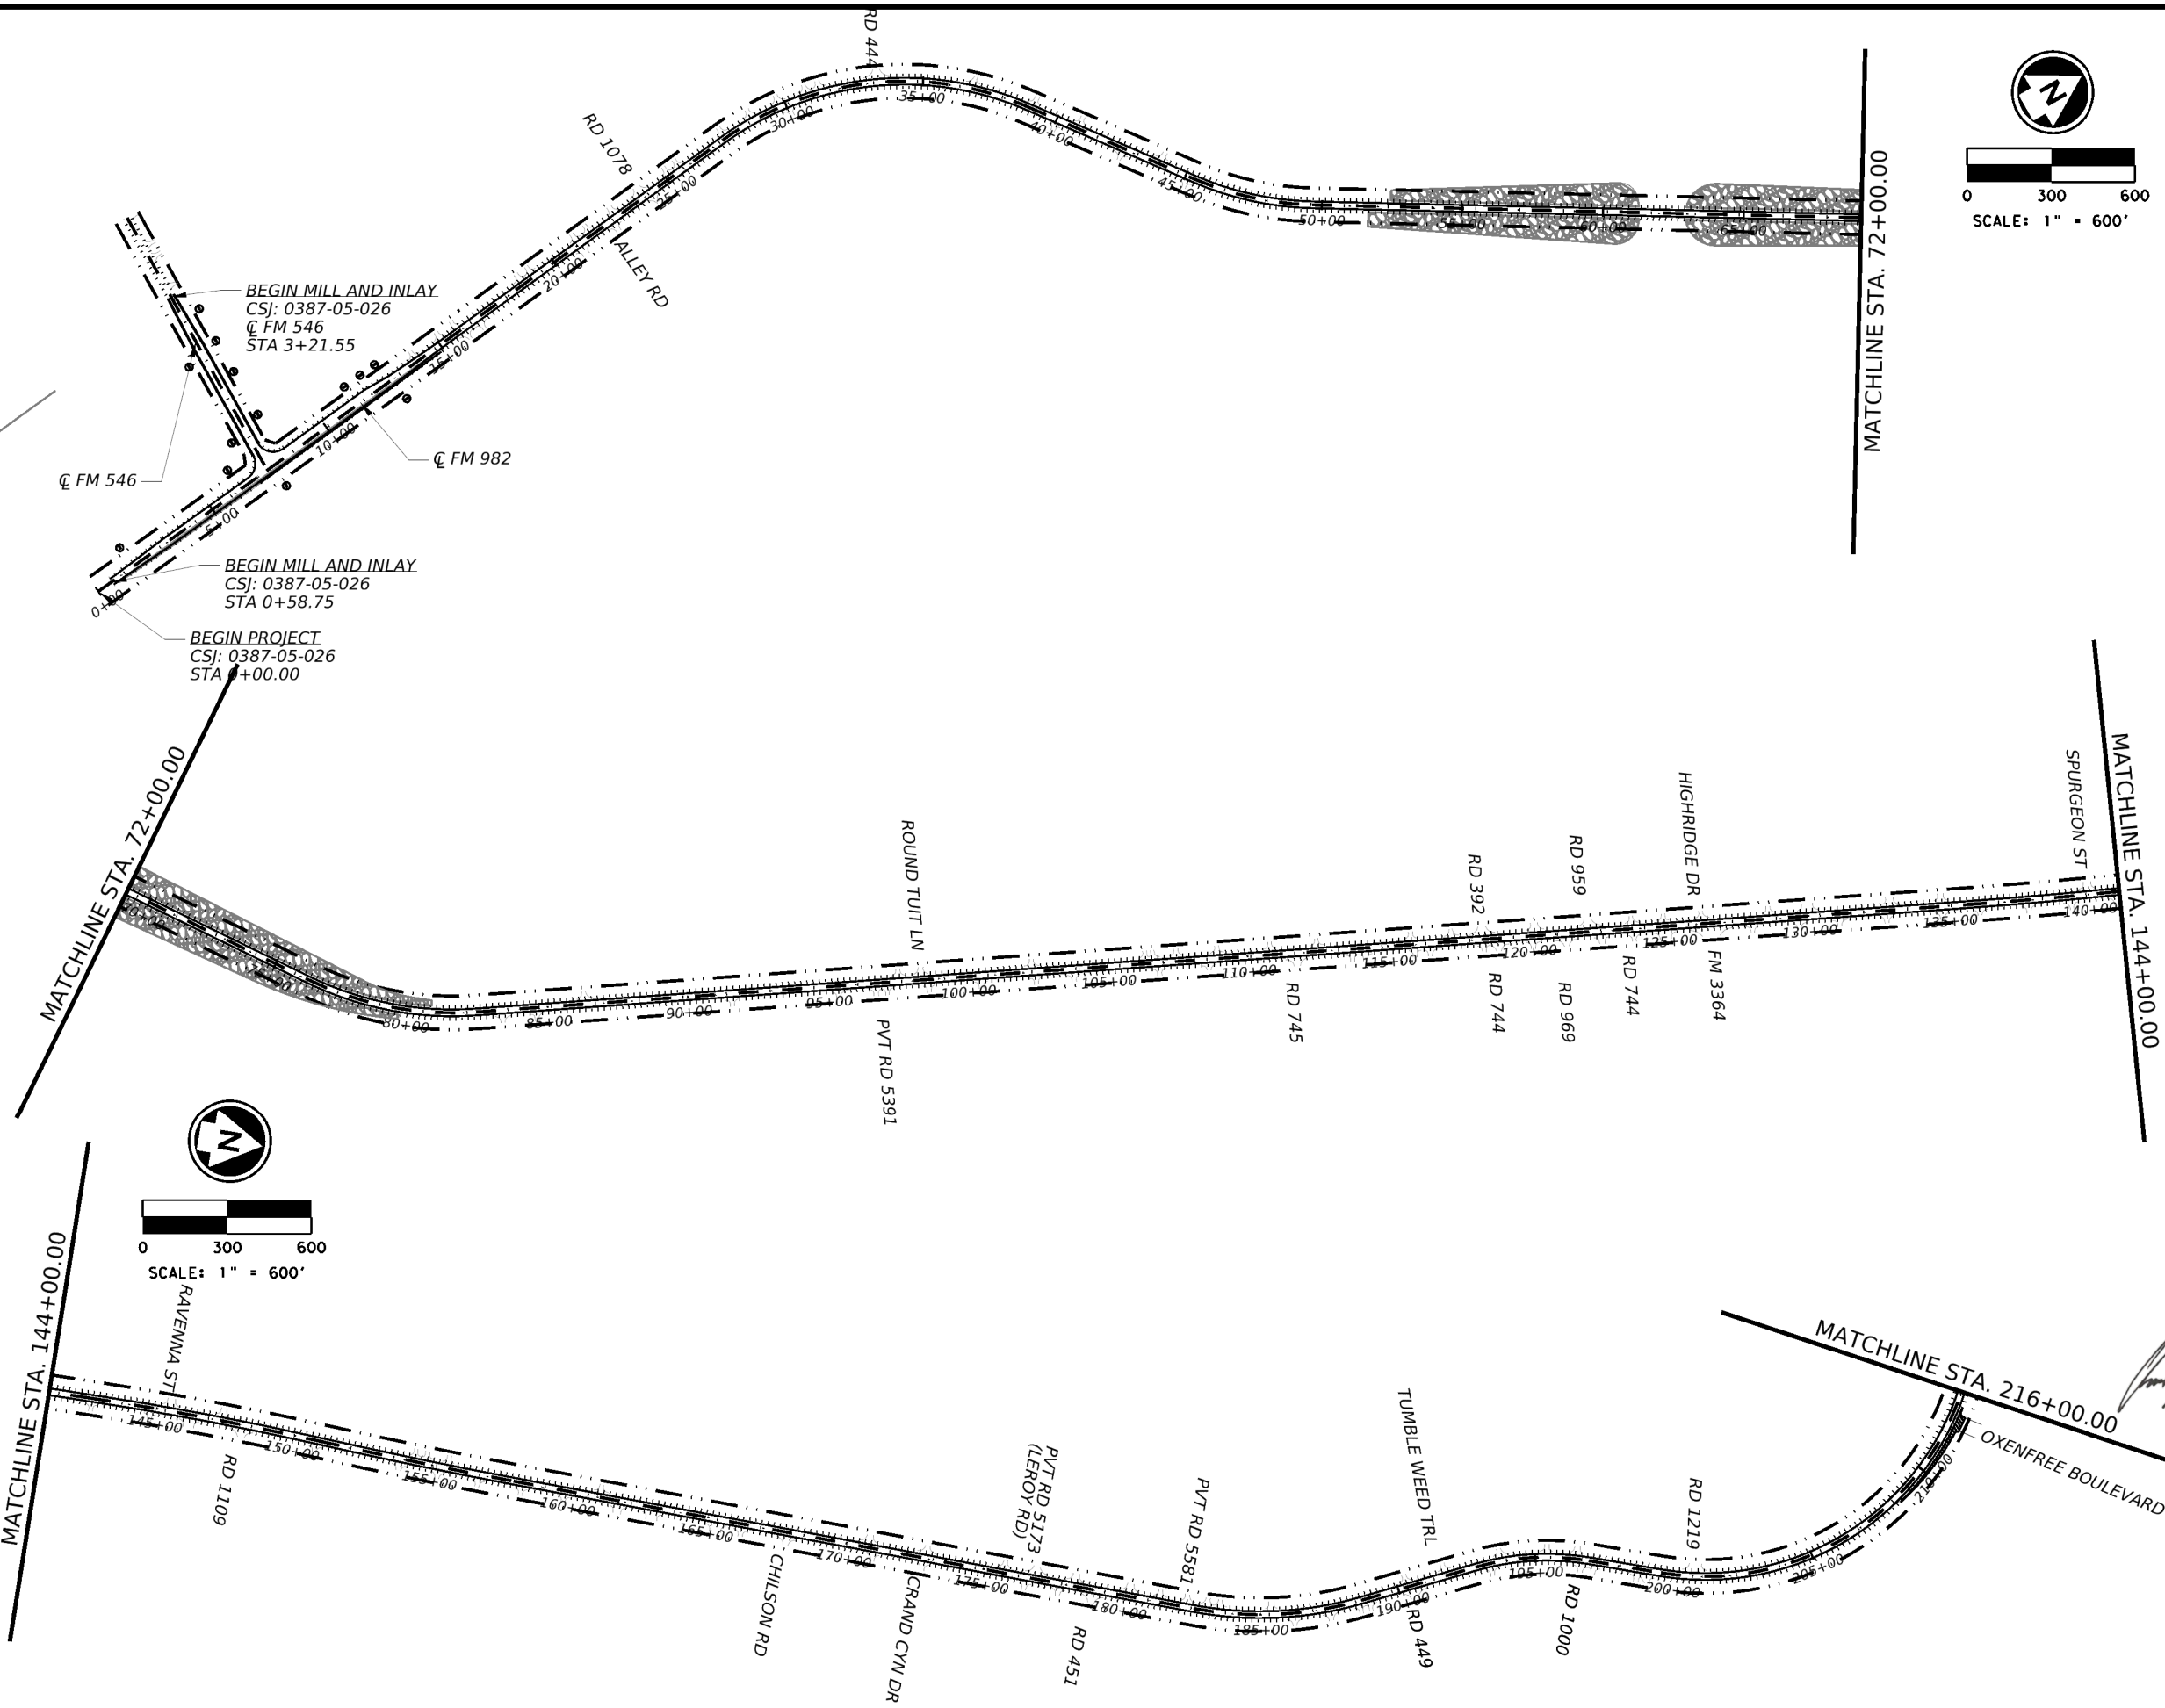 RD 444
35+00
30+00
40+00
RD 1078
25+00
45+00
50+00
55+00
60+00
65+00
MATCHLINE STA. 72+00.00
N
0 300 600
SCALE: 1" = 600'
ALLEY RD
20+00
15+00
BEGIN MILL AND INLAY
CSJ: 0387-05-026
℄ FM 546
STA 3+21.55
10+00
℄ FM 982
℄ FM 546
5+00
BEGIN MILL AND INLAY
CSJ: 0387-05-026
STA 0+58.75
0+00
BEGIN PROJECT
CSJ: 0387-05-026
STA 0+00.00
MATCHLINE STA. 72+00.00
70+00
80+00
85+00
90+00
95+00
100+00
105+00
110+00
115+00
120+00
125+00
130+00
135+00
140+00
ROUND TUIT LN
PVT RD 5391
RD 745
RD 392
RD 744
RD 959
RD 969
RD 744
HIGHRIDGE DR
FM 3364
SPURGEON ST
MATCHLINE STA. 144+00.00
N
0 300 600
SCALE: 1" = 600'
MATCHLINE STA. 144+00.00
RAVENNA ST
145+00
RD 1109
150+00
155+00
160+00
165+00
CHILSON RD
170+00
CRAND CYN DR
175+00
PVT RD 5173
(LEROY RD)
RD 451
180+00
PVT RD 5581
185+00
TUMBLE WEED TRL
190+00
RD 449
195+00
RD 1000
200+00
RD 1219
205+00
210+00
OXENFREE BOULEVARD
MATCHLINE STA. 216+00.00